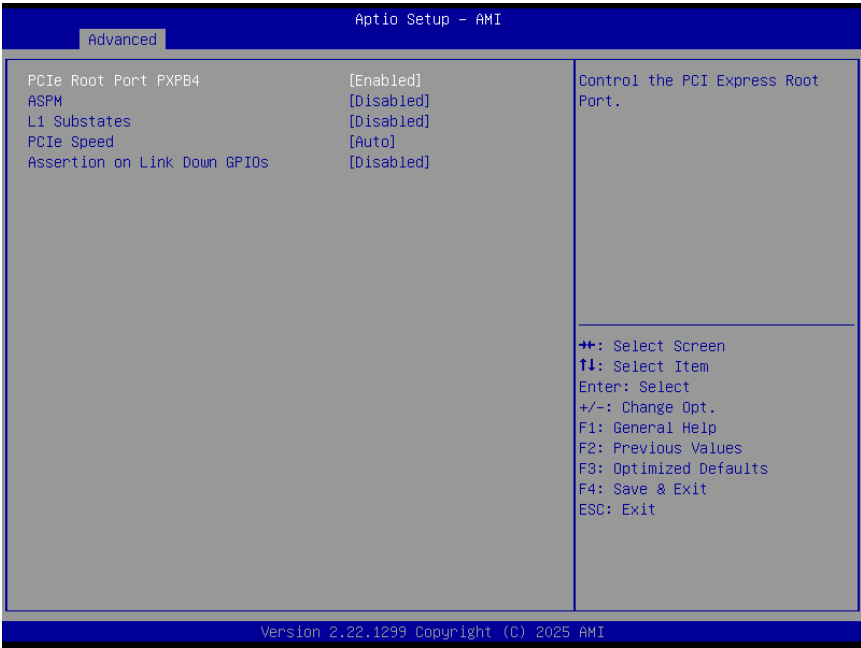 Aptio Setup – AMI
Advanced
PCIe Root Port PXPB4 [Enabled]
ASPM [Disabled]
L1 Substates [Disabled]
PCIe Speed [Auto]
Assertion on Link Down GPIOs [Disabled]
Control the PCI Express Root
Port.
→←: Select Screen
↑↓: Select Item
Enter: Select
+/-: Change Opt.
F1: General Help
F2: Previous Values
F3: Optimized Defaults
F4: Save & Exit
ESC: Exit
Version 2.22.1299 Copyright (C) 2025 AMI